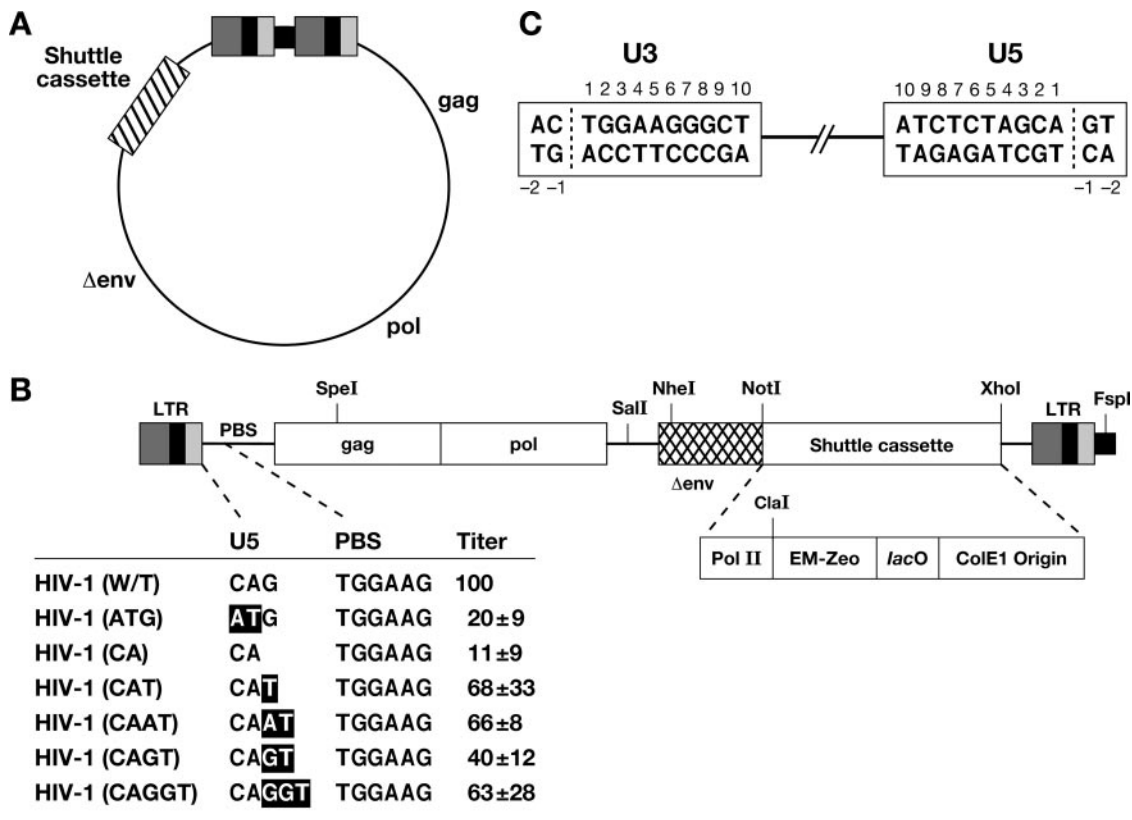 A
Shuttle
cassette
gag
Δenv
pol
C
U3 U5
1 2 3 4 5 6 7 8 9 10 10 9 8 7 6 5 4 3 2 1
AC TGGAAGGGCT ATCTCTAGCA GT
TG ACCTTCCCGA TAGAGATCGT CA
–2 –1 –1 –2
B
LTR PBS SpeI SalI NheI NotI XhoI LTR FspI
gag pol Shuttle cassette
Δenv
ClaI
Pol II EM-Zeo lacO ColE1 Origin
U5 PBS Titer
HIV-1 (W/T) CAG TGGAAG 100
HIV-1 (ATG) ATG TGGAAG 20±9
HIV-1 (CA) CA TGGAAG 11±9
HIV-1 (CAT) CAT TGGAAG 68±33
HIV-1 (CAAT) CAAT TGGAAG 66±8
HIV-1 (CAGT) CAGT TGGAAG 40±12
HIV-1 (CAGGT) CAGGT TGGAAG 63±28